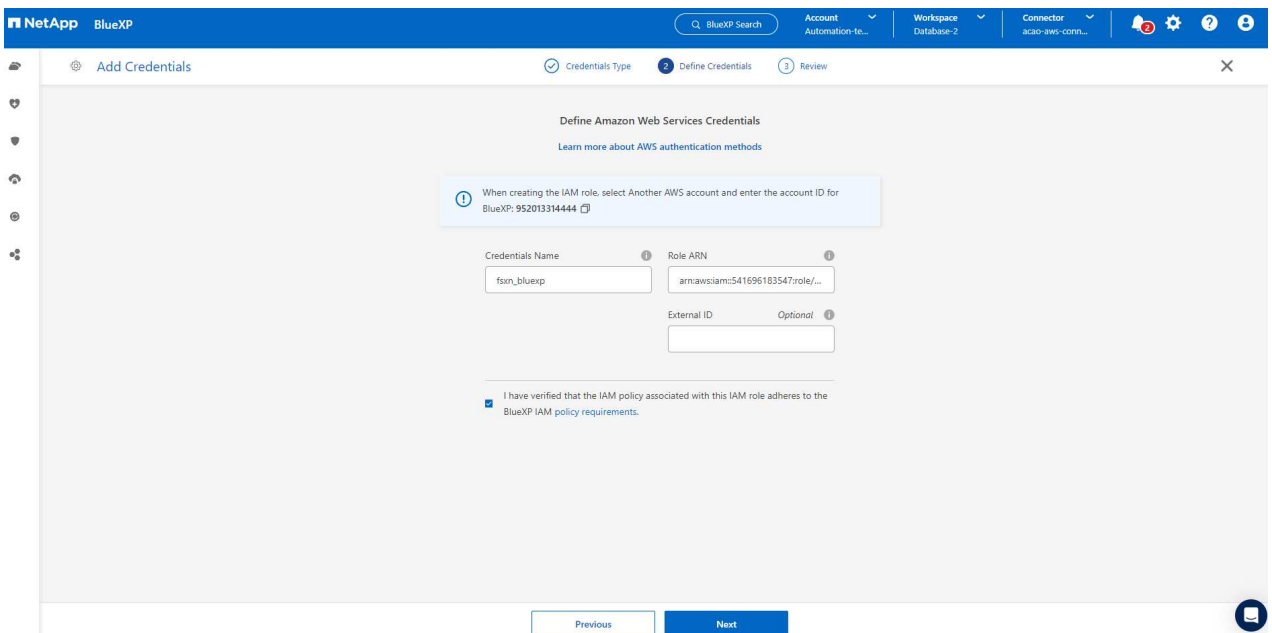 NetApp BlueXP
BlueXP Search
Account
Automation-te...
Workspace
Database-2
Connector
acao-aws-conn...
2
?
Add Credentials
Credentials Type
2 Define Credentials
3 Review
Define Amazon Web Services Credentials
Learn more about AWS authentication methods
When creating the IAM role, select Another AWS account and enter the account ID for
BlueXP: 952013314444
Credentials Name
Role ARN
fsxn_bluexp
arn:aws:iam::541696183547:role/...
External ID
Optional
I have verified that the IAM policy associated with this IAM role adheres to the
BlueXP IAM policy requirements.
Previous
Next